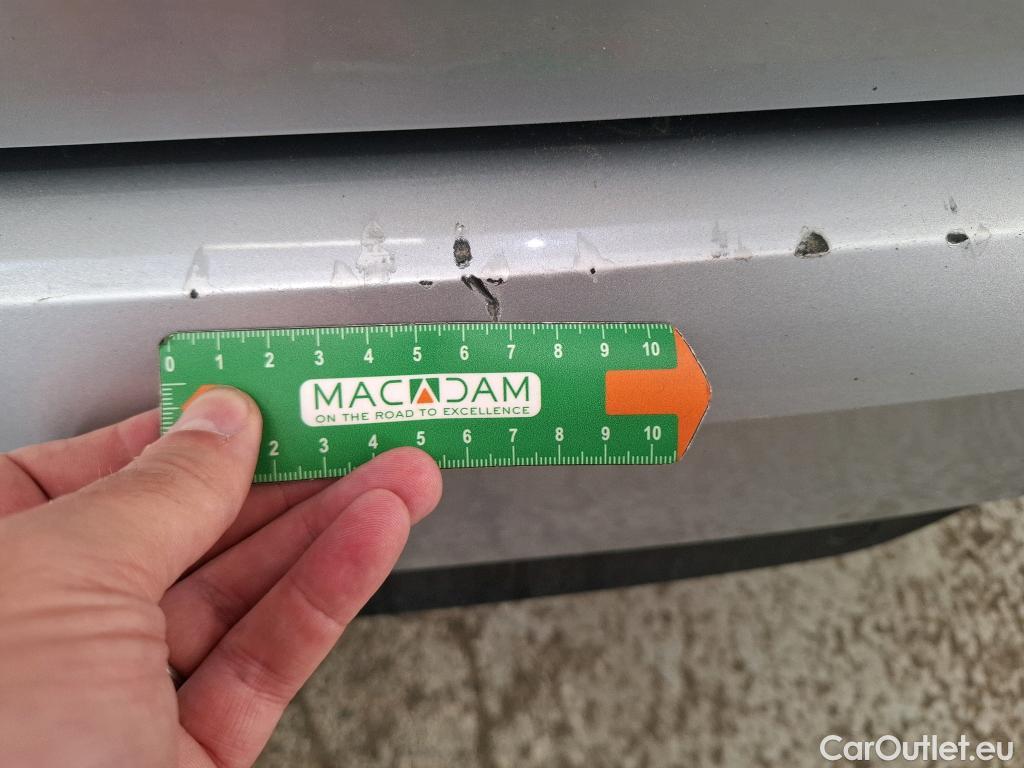 0 1 2 3 4 5 6 7 8 9 10
MACADAM
ON THE ROAD TO EXCELLENCE
2 3 4 5 6 7 8 9 10
CarOutlet.eu